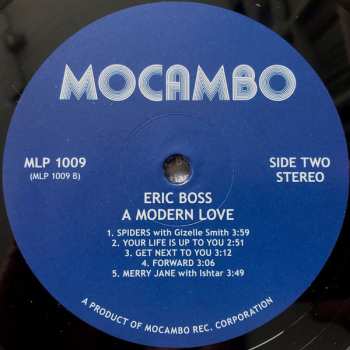 MOCAMBO
MLP 1009
(MLP 1009 B)
SIDE TWO
STEREO
ERIC BOSS
A MODERN LOVE
1. SPIDERS with Gizelle Smith 3:59
2. YOUR LIFE IS UP TO YOU 2:51
3. GET NEXT TO YOU 3:12
4. FORWARD 3:06
5. MERRY JANE with Ishtar 3:49
A PRODUCT OF MOCAMBO REC. CORPORATION